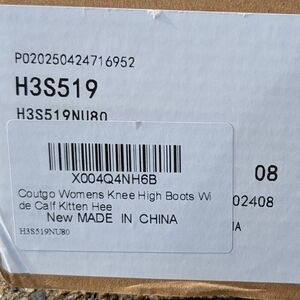 PO20250424716952
H3S519
H3S519NU80
X004Q4NH6B
08
Coutgo Womens Knee High Boots Wi
de Calf Kitten Hee
02408
New MADE IN CHINA
H3S519NU80